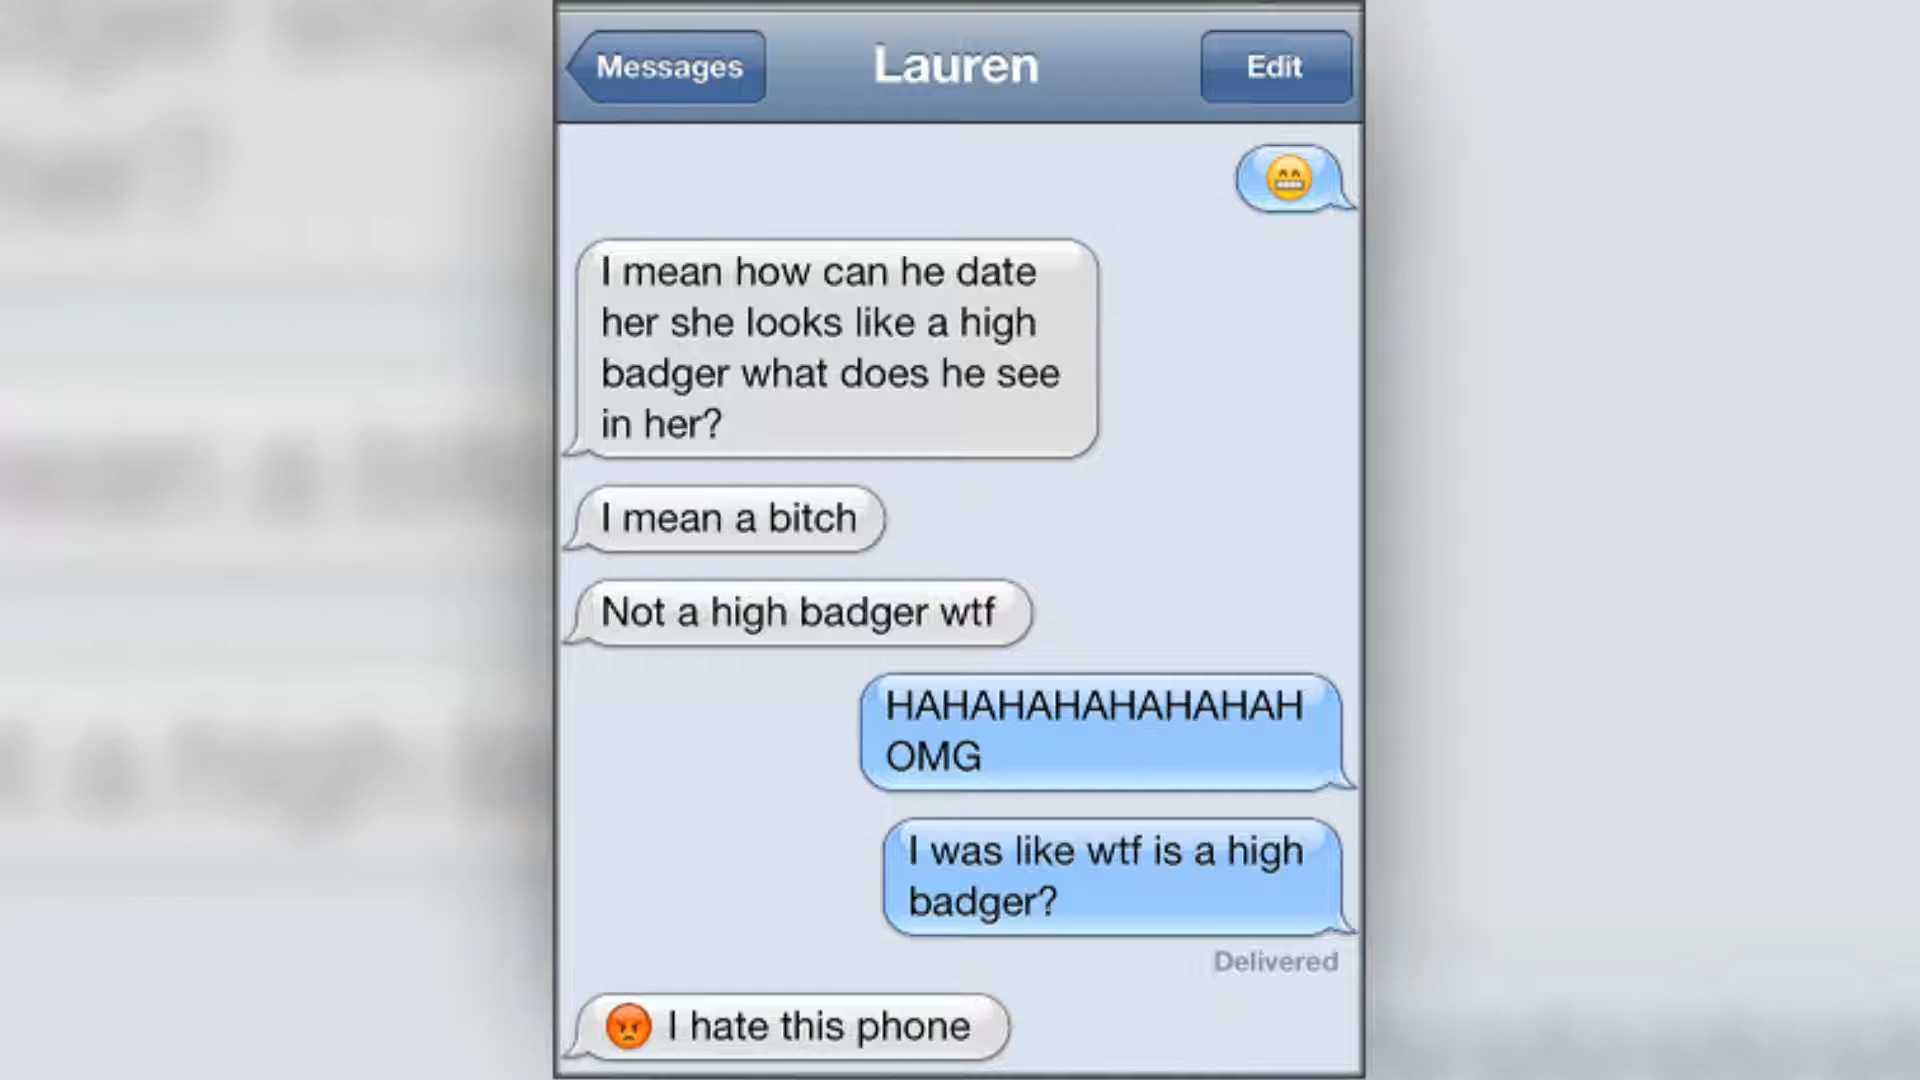 Messages
Lauren
Edit
😁
I mean how can he date
her she looks like a high
badger what does he see
in her?
I mean a bitch
Not a high badger wtf
HAHAHAHAHAHAHAH
OMG
I was like wtf is a high
badger?
Delivered
😡 I hate this phone